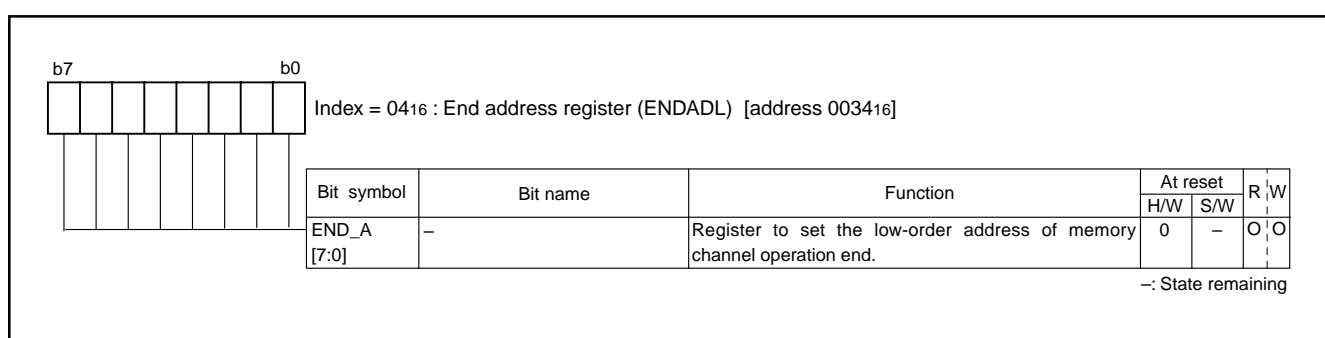 b7 b0
Index = 04₁₆ : End address register (ENDADL) [address 0034₁₆]
Bit symbol Bit name Function At reset R W
H/W S/W
END_A – Register to set the low-order address of memory 0 – O O
[7:0] channel operation end.
–: State remaining